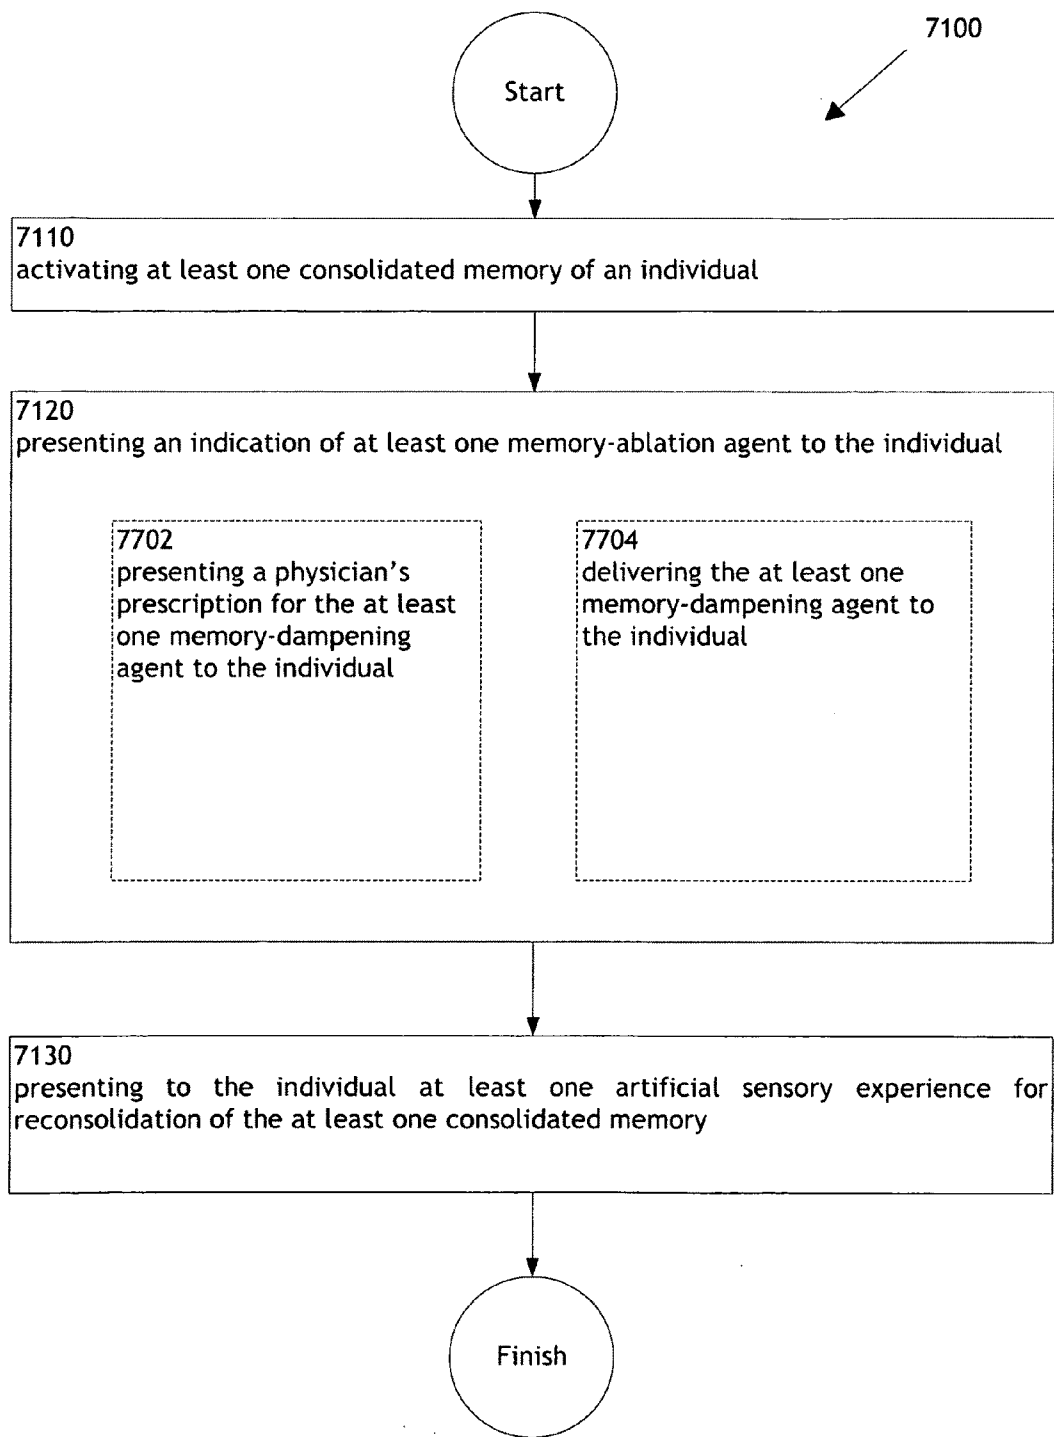 7100
Start
7110
activating at least one consolidated memory of an individual
7120
presenting an indication of at least one memory-ablation agent to the individual
7702
presenting a physician's
prescription for the at least
one memory-dampening
agent to the individual
7704
delivering the at least one
memory-dampening agent to
the individual
7130
presenting to the individual at least one artificial sensory experience for
reconsolidation of the at least one consolidated memory
Finish